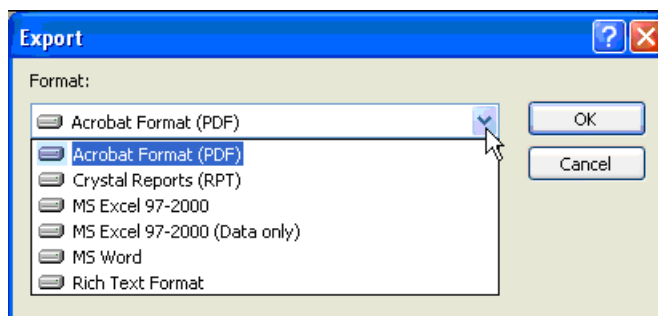 Export
Format:
Acrobat Format (PDF)
OK
Acrobat Format (PDF)
Cancel
Crystal Reports (RPT)
MS Excel 97-2000
MS Excel 97-2000 (Data only)
MS Word
Rich Text Format